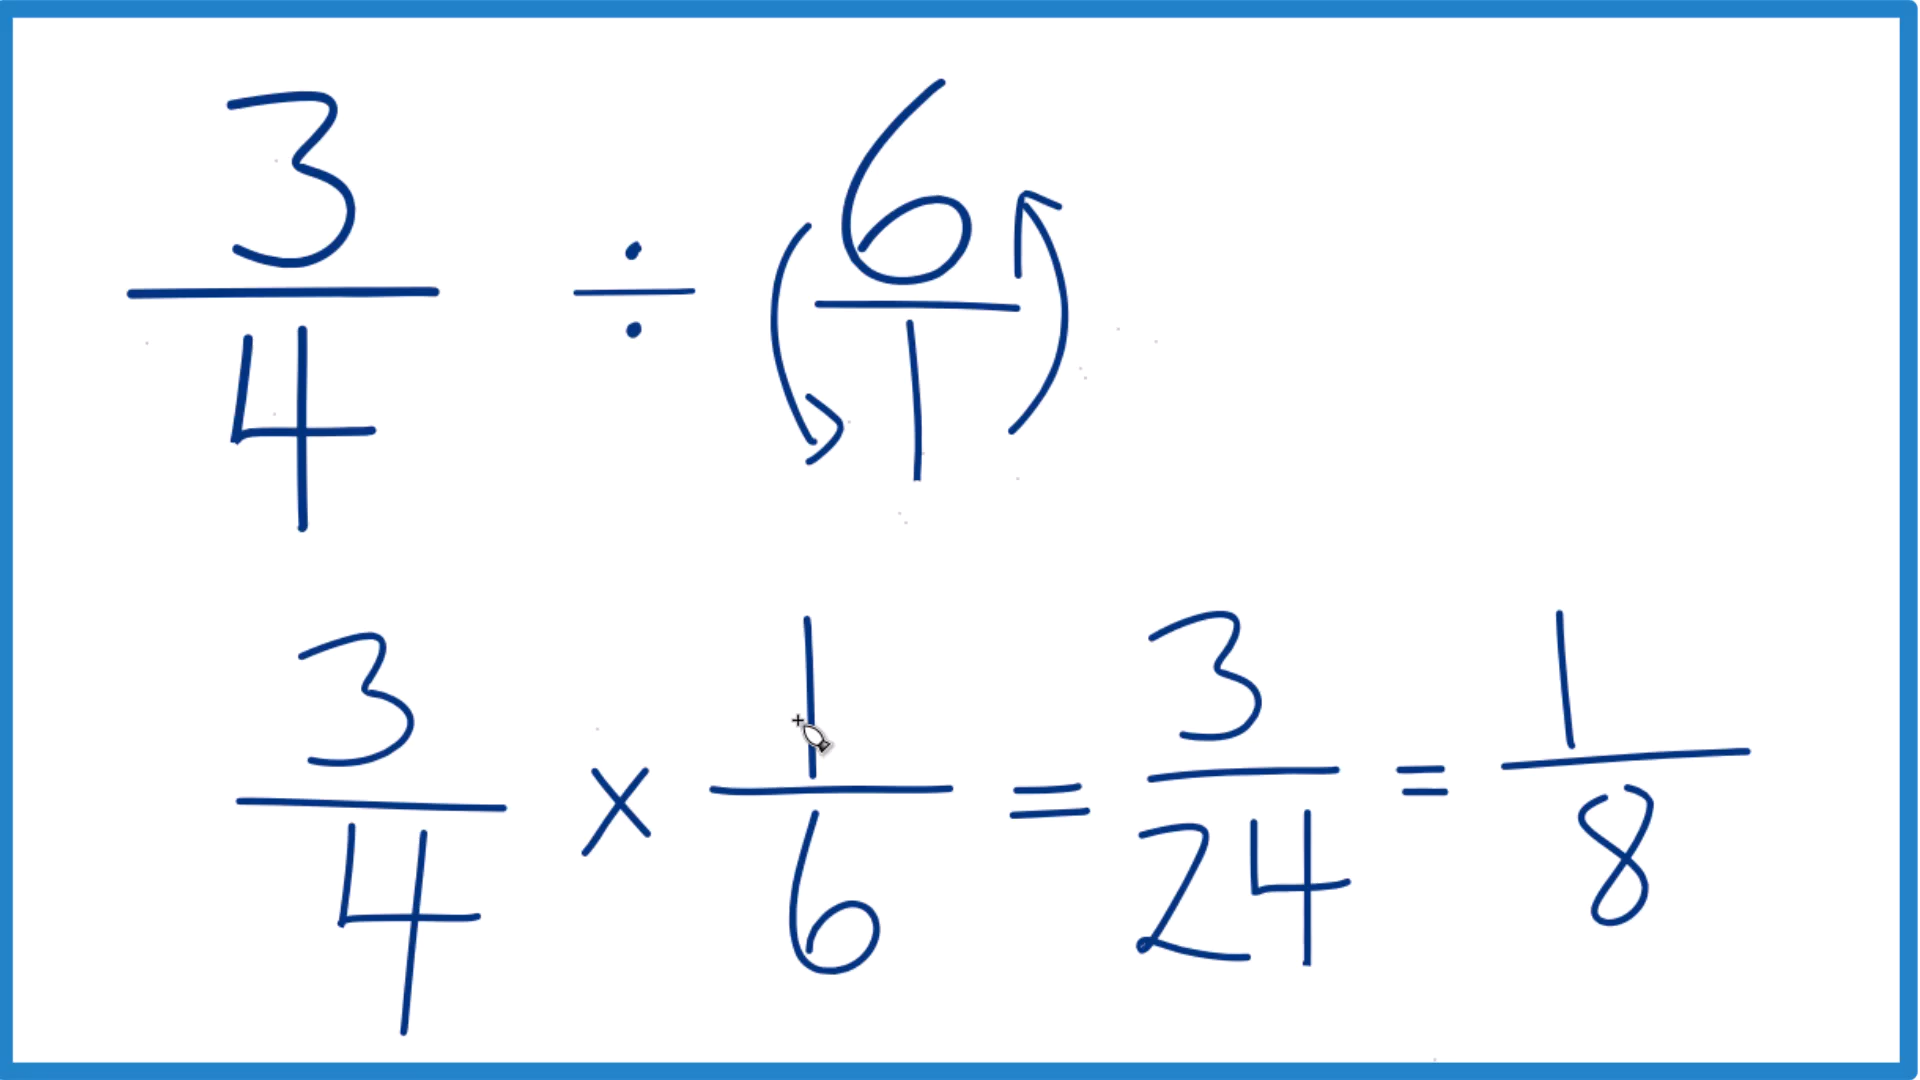 3/4 ÷ 6/1
3/4 × 1/6 = 3/24 = 1/8